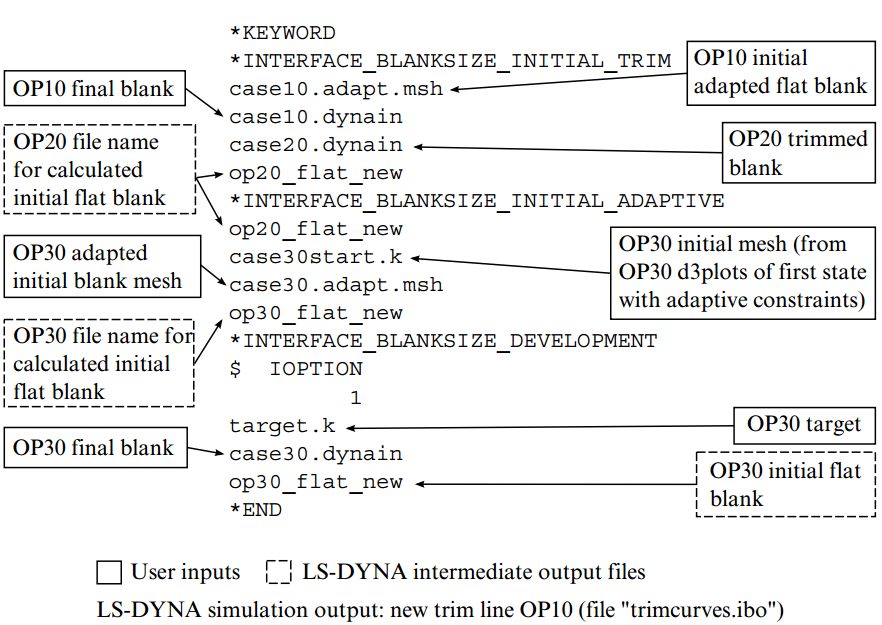 *KEYWORD
*INTERFACE_BLANKSIZE_INITIAL_TRIM
case10.adapt.msh
case10.dynain
case20.dynain
op20_flat_new
*INTERFACE_BLANKSIZE_INITIAL_ADAPTIVE
op20_flat_new
case30start.k
case30.adapt.msh
op30_flat_new
*INTERFACE_BLANKSIZE_DEVELOPMENT
$ IOPTION
1
target.k
case30.dynain
op30_flat_new
*END
OP10 final blank
OP20 file name
for calculated
initial flat blank
OP30 adapted
initial blank mesh
OP30 file name for
calculated initial
flat blank
OP30 final blank
OP10 initial
adapted flat blank
OP20 trimmed
blank
OP30 initial mesh (from
OP30 d3plots of first state
with adaptive constraints)
OP30 target
OP30 initial flat
blank
User inputs
LS-DYNA intermediate output files
LS-DYNA simulation output: new trim line OP10 (file "trimcurves.ibo")